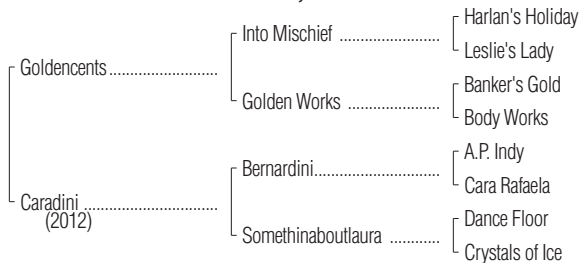 Harlan's Holiday
Into Mischief ....................
Leslie's Lady
Goldencents ......................
Banker's Gold
Golden Works ..................
Body Works
A.P. Indy
Bernardini .........................
Cara Rafaela
Caradini ...........................
(2012)
Dance Floor
Somethinaboutlaura ............
Crystals of Ice